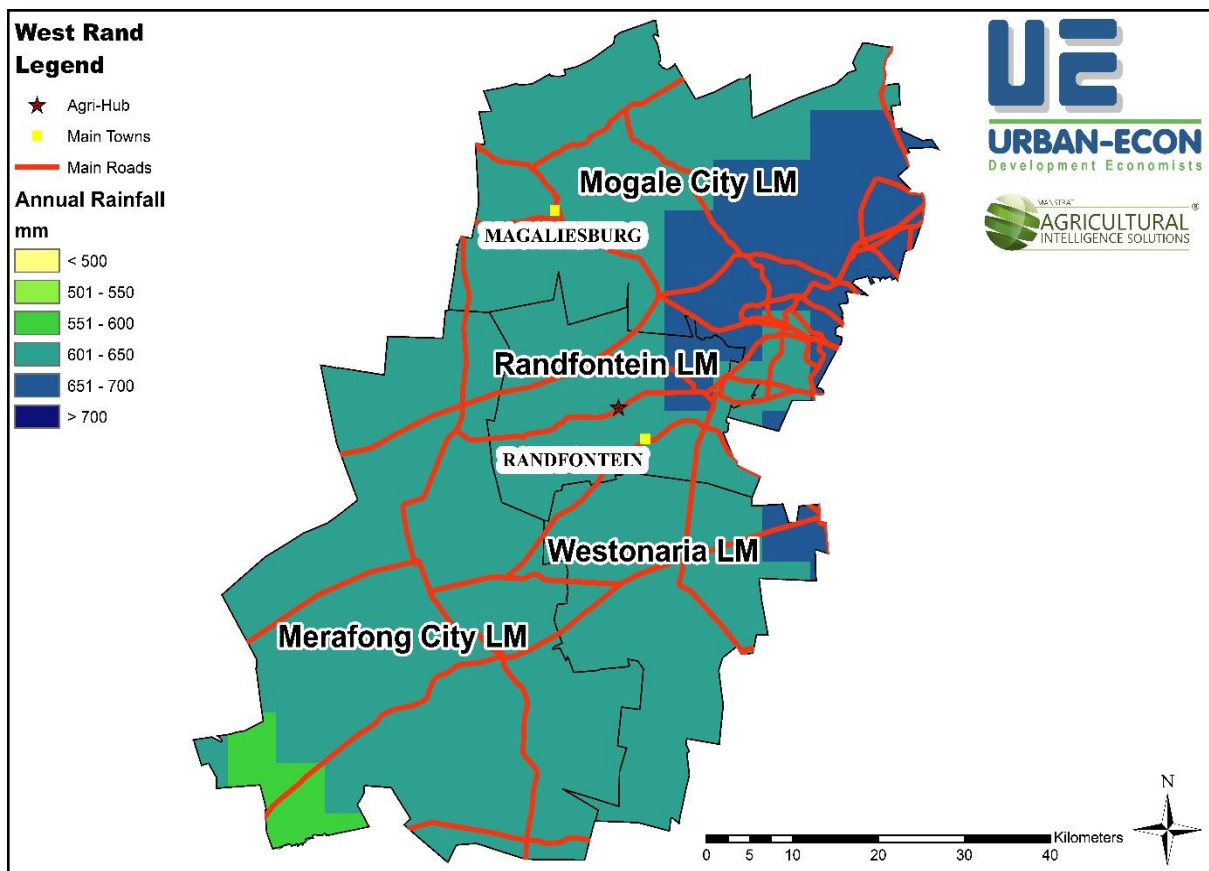 West Rand
Legend
Agri-Hub
Main Towns
Main Roads
Annual Rainfall
mm
< 500
501 - 550
551 - 600
601 - 650
651 - 700
> 700
UE
URBAN-ECON
Development Economists
MANSTRAT
AGRICULTURAL
INTELLIGENCE SOLUTIONS
®
Mogale City LM
MAGALIESBURG
Randfontein LM
RANDFONTEIN
Westonaria LM
Merafong City LM
N
Kilometers
0 5 10 20 30 40